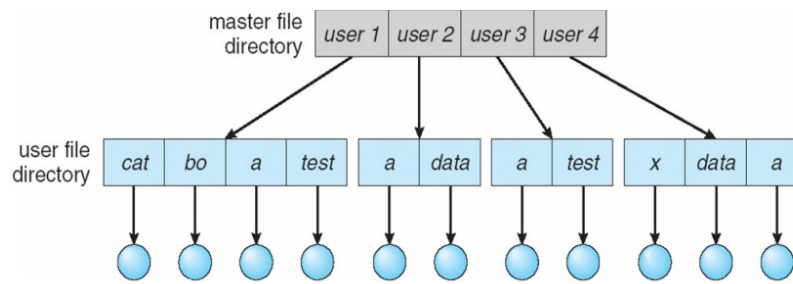 master file
directory
user 1 user 2 user 3 user 4
user file
directory
cat bo a test a data a test x data a